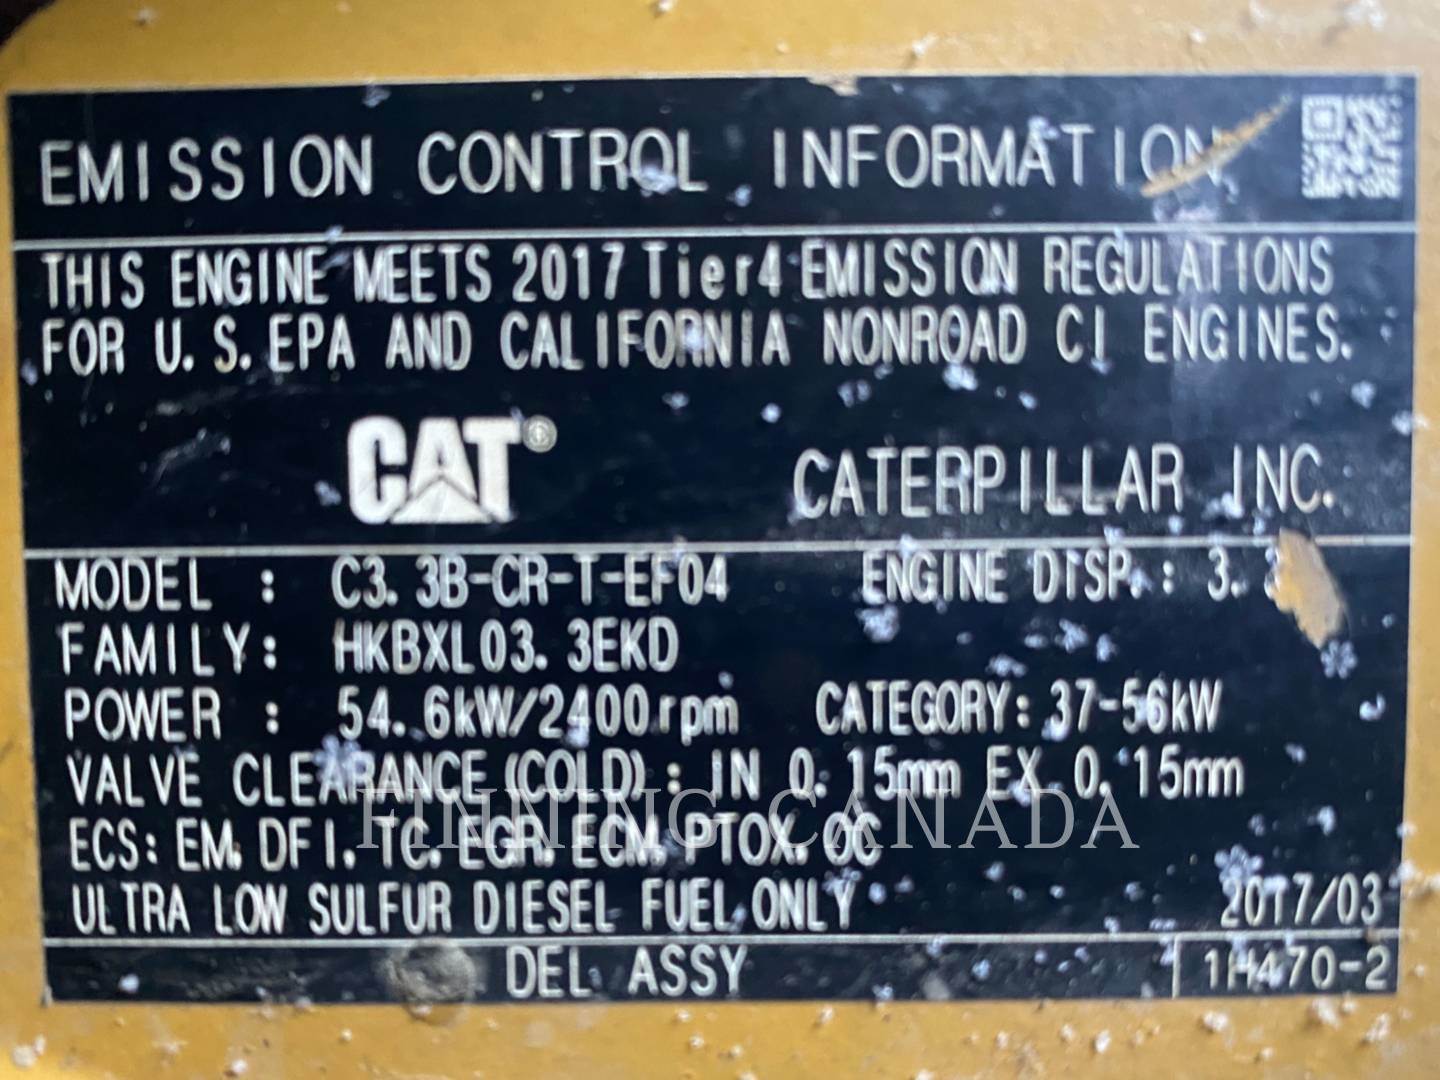 EMISSION CONTROL INFORMATION
THIS ENGINE MEETS 2017 Tier4 EMISSION REGULATIONS
FOR U.S.EPA AND CALIFORNIA NONROAD CI ENGINES.
CAT® CATERPILLAR INC.
MODEL : C3.3B-CR-T-EF04 ENGINE DISP.:
FAMILY: HKBXL03.3EKD
POWER : 54.6kW/2400rpm CATEGORY: 37-56kW
VALVE CLEARANCE (COLD): IN 0.15mm EX 0.15mm
ECS: EM. DFI. TC. EGR. ECM. PTOX. OC
FINNING CANADA
ULTRA LOW SULFUR DIESEL FUEL ONLY 2017/03
DEL ASSY 1H470-2